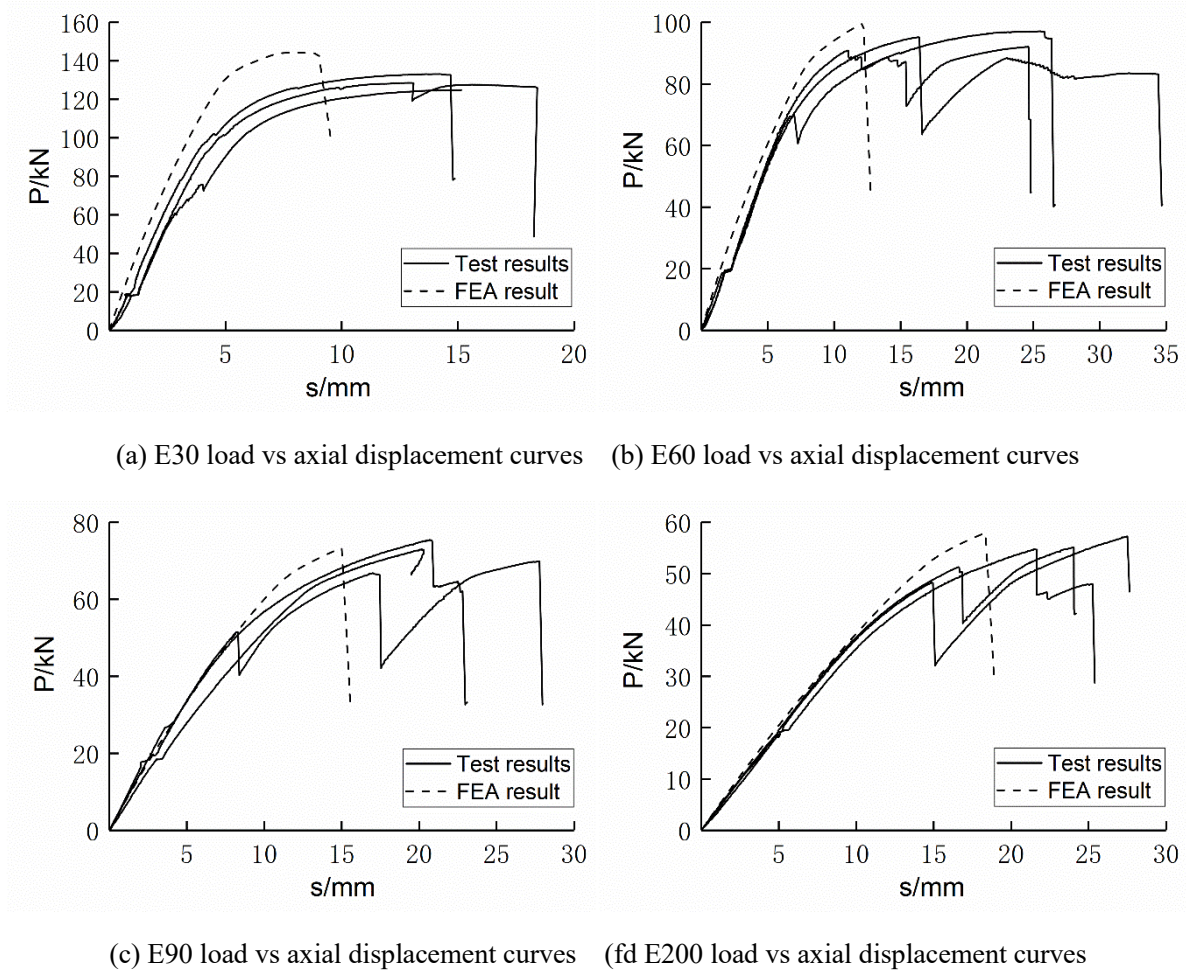 160
140
120
100
80
60
40
20
0
P/kN
5
10
15
20
s/mm
Test results
FEA result
100
80
60
40
20
0
P/kN
5
10
15
20
25
30
35
s/mm
Test results
FEA result
(a) E30 load vs axial displacement curves (b) E60 load vs axial displacement curves
80
60
40
20
0
P/kN
5
10
15
20
25
30
s/mm
Test results
FEA result
60
50
40
30
20
10
0
P/kN
5
10
15
20
25
30
s/mm
Test results
FEA result
(c) E90 load vs axial displacement curves (fd E200 load vs axial displacement curves